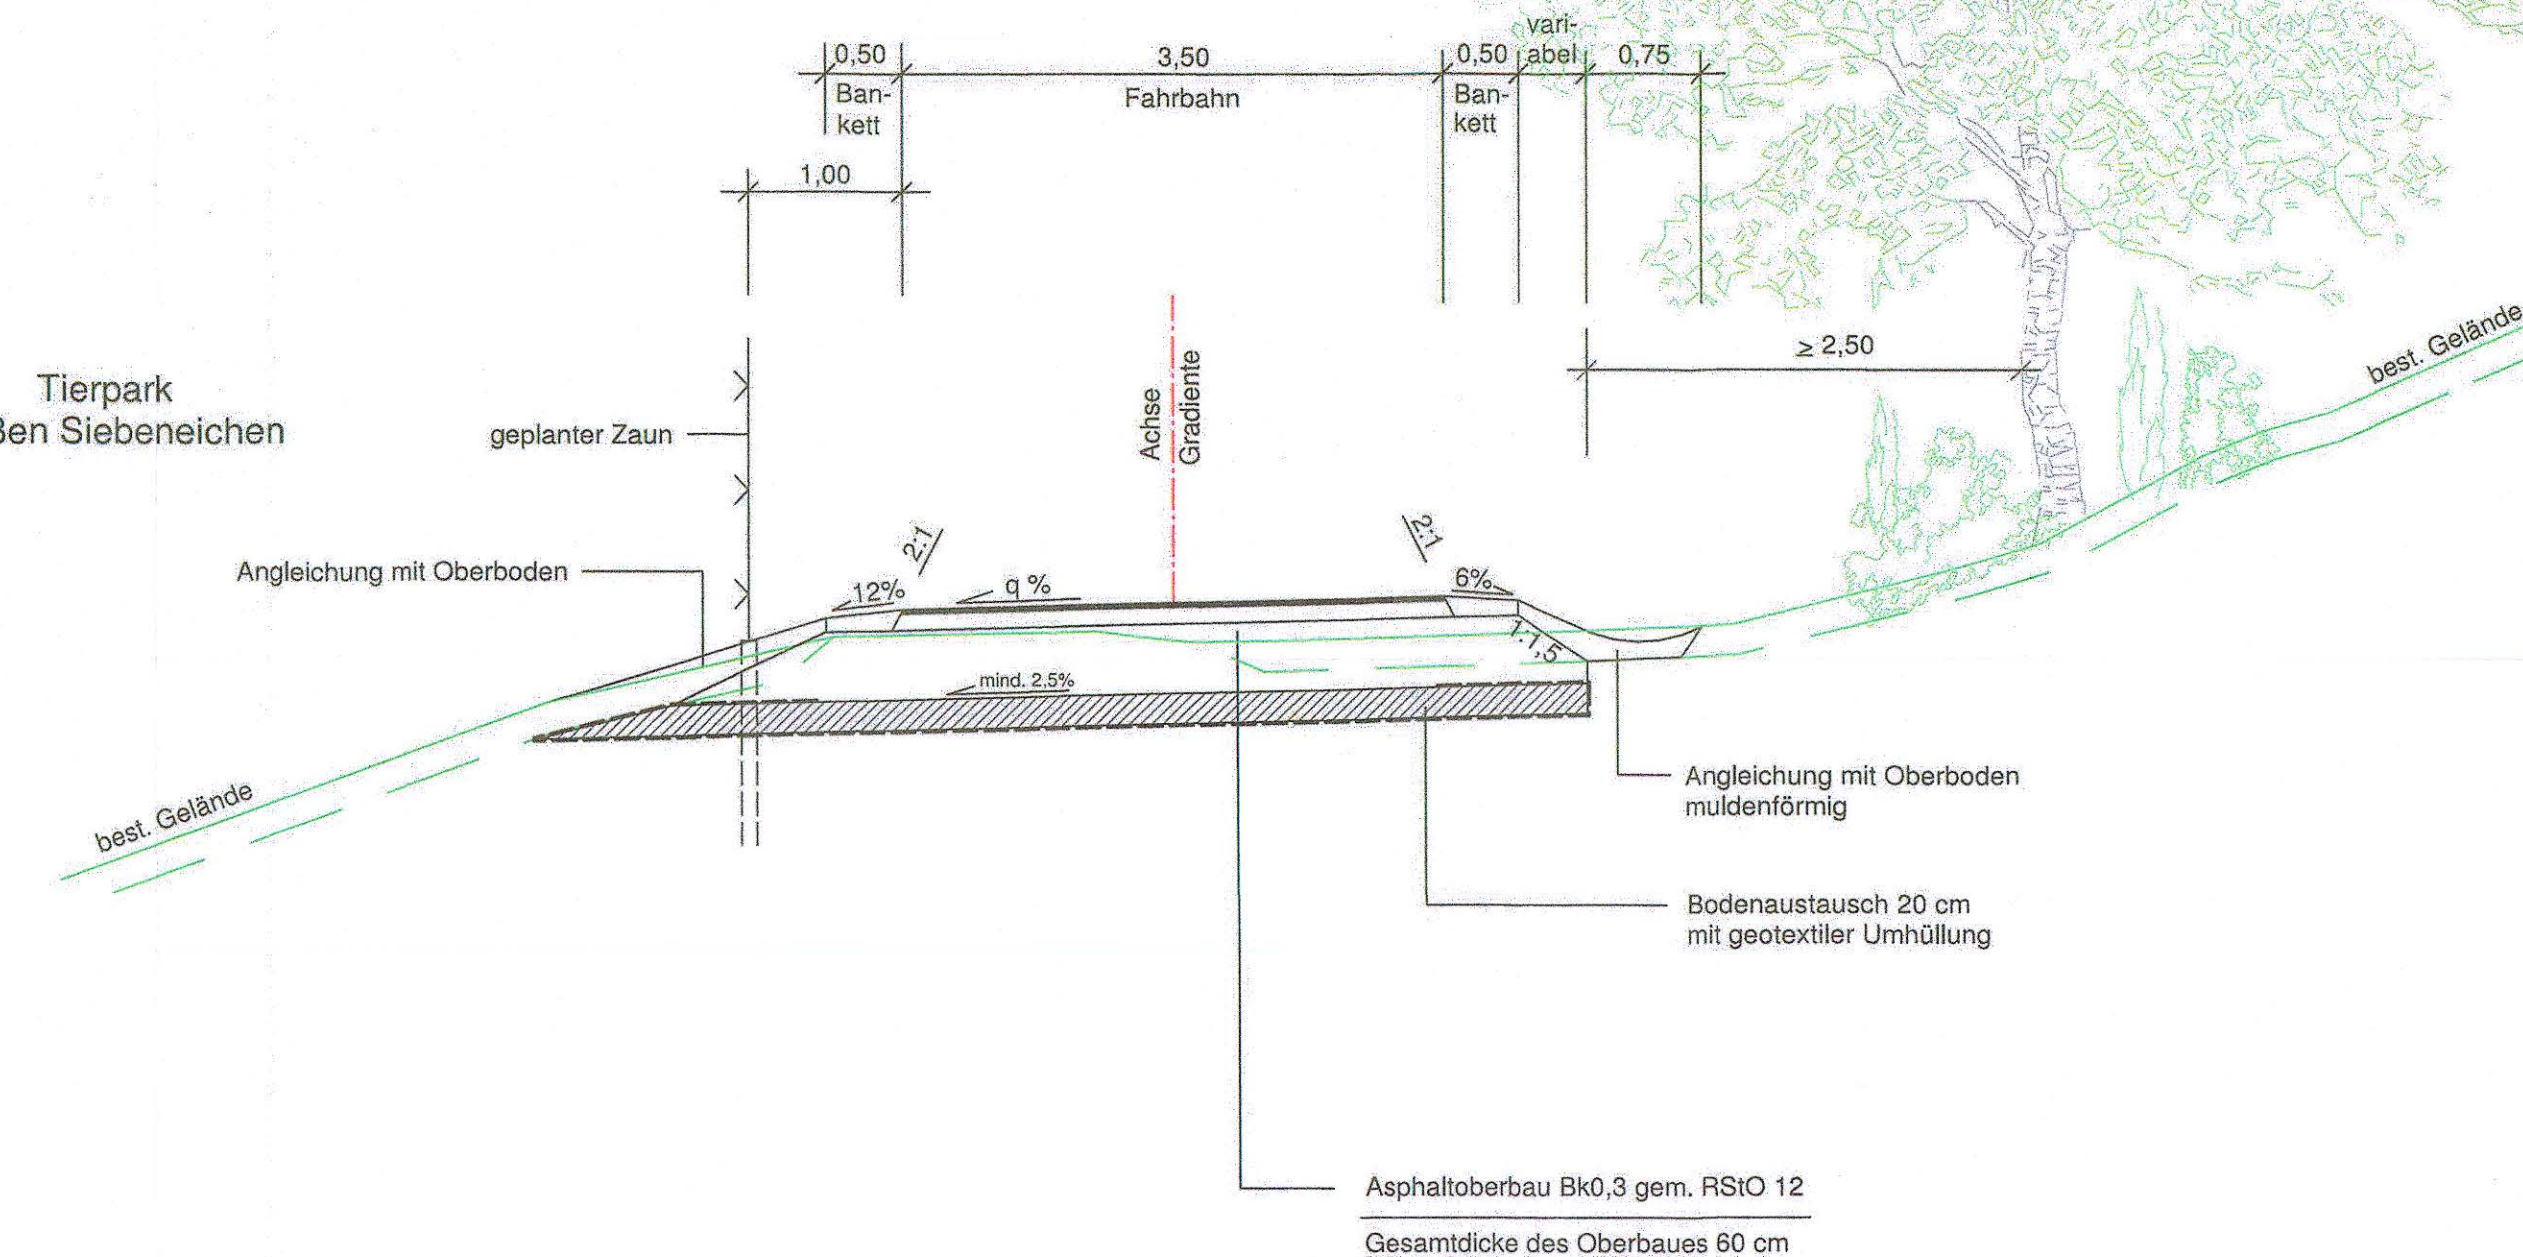 vari-
0,50 3,50 0,50 abel 0,75
Ban-
kett
Fahrbahn
Ban-
kett
1,00
≥ 2,50
best. Gelände
Tierpark
Siebeneichen
geplanter Zaun
Achse
Gradiente
Angleichung mit Oberboden
12%
2:1
q %
2:1
6%
1:1,5
mind. 2,5%
best. Gelände
Angleichung mit Oberboden
muldenförmig
Bodenaustausch 20 cm
mit geotextiler Umhüllung
Asphaltoberbau Bk0,3 gem. RStO 12
Gesamtdicke des Oberbaues 60 cm